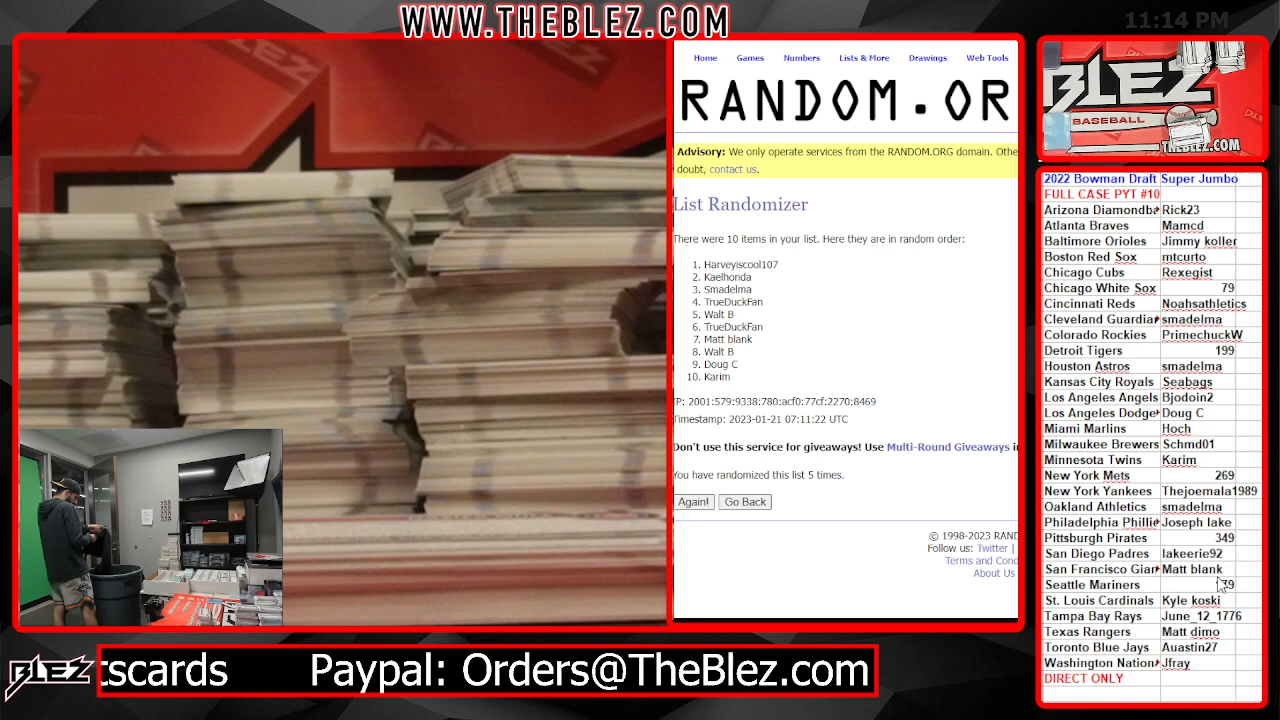 WWW.THEBLEZ.COM
11:14 PM
Home Games Numbers Lists & More Drawings Web Tools
RANDOM.OR
Advisory: We only operate services from the RANDOM.ORG domain. Othe
doubt, contact us.
List Randomizer
There were 10 items in your list. Here they are in random order:
1. Harveyiscool107
2. Kaelhonda
3. Smadelma
4. TrueDuckFan
5. Walt B
6. TrueDuckFan
7. Matt blank
8. Walt B
9. Doug C
10. Karim
IP: 2001:579:9338:780:acf0:77cf:2270:8469
Timestamp: 2023-01-21 07:11:22 UTC
Don't use this service for giveaways! Use Multi-Round Giveaways in
You have randomized this list 5 times.
Again! Go Back
© 1998-2023 RAND
Follow us: Twitter |
Terms and Cond
About Us
BLEZ
BASEBALL
THEBLEZ.COM
2022 Bowman Draft Super Jumbo
FULL CASE PYT #10
Arizona Diamondba Rick23
Atlanta Braves Mamcd
Baltimore Orioles Jimmy koller
Boston Red Sox mtcurto
Chicago Cubs Rexegist
Chicago White Sox 79
Cincinnati Reds Noahsathletics
Cleveland Guardian smadelma
Colorado Rockies PrimechuckW
Detroit Tigers 199
Houston Astros smadelma
Kansas City Royals Seabags
Los Angeles Angels Bjodoin2
Los Angeles Dodge Doug C
Miami Marlins Hoch
Milwaukee Brewers Schmd01
Minnesota Twins Karim
New York Mets 269
New York Yankees Thejoemala1989
Oakland Athletics smadelma
Philadelphia Phillie Joseph lake
Pittsburgh Pirates 349
San Diego Padres lakeerie92
San Francisco Gian Matt blank
Seattle Mariners
St. Louis Cardinals Kyle koski
Tampa Bay Rays June_12_1776
Texas Rangers Matt dimo
Toronto Blue Jays Auastin27
Washington Nation Jfray
DIRECT ONLY
BLEZ
tscards Paypal: Orders@TheBlez.com